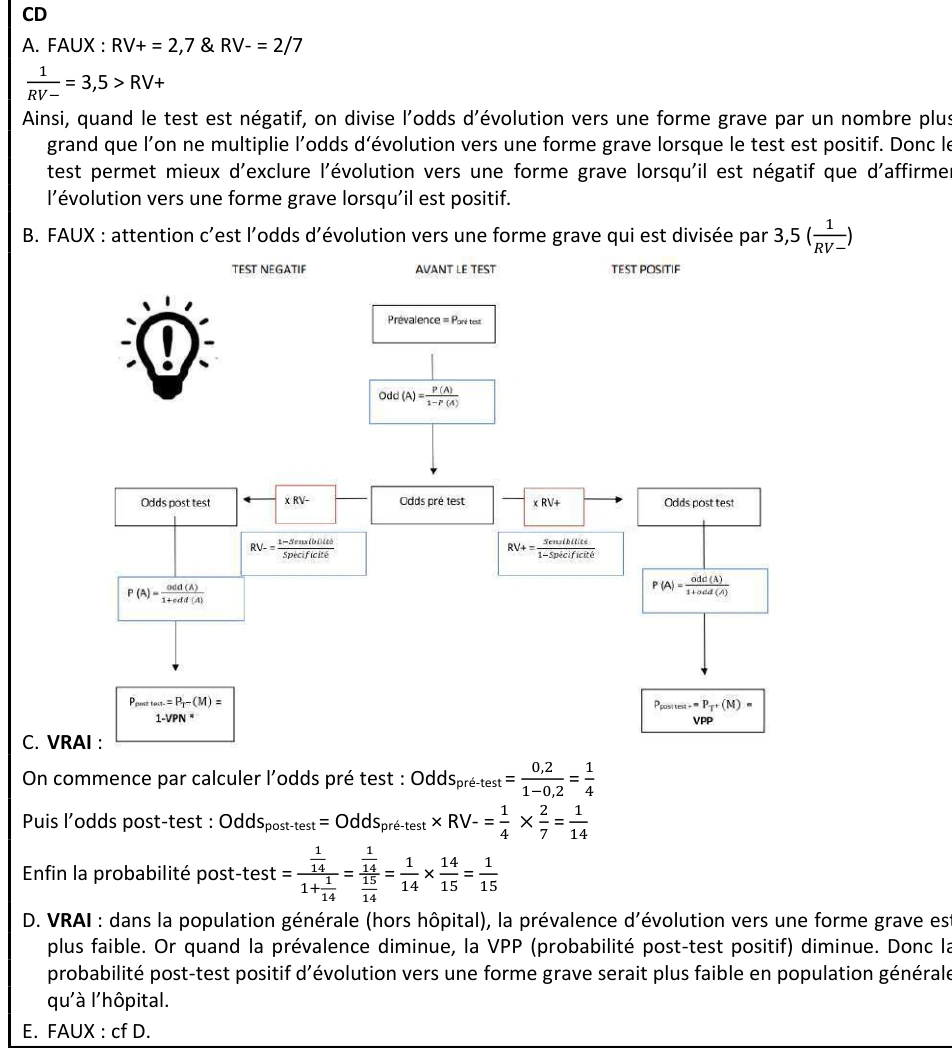 CD
A. FAUX : RV+ = 2,7 & RV- = 2/7
1/RV− = 3,5 > RV+
Ainsi, quand le test est négatif, on divise l’odds d’évolution vers une forme grave par un nombre plus
grand que l’on ne multiplie l’odds d‘évolution vers une forme grave lorsque le test est positif. Donc le
test permet mieux d’exclure l’évolution vers une forme grave lorsqu’il est négatif que d’affirmer
l’évolution vers une forme grave lorsqu’il est positif.
B. FAUX : attention c’est l’odds d’évolution vers une forme grave qui est divisée par 3,5 (1/RV−)
TEST NEGATIF AVANT LE TEST TEST POSITIF
Prévalence = Ppré test
Odd (A) = P (A)/1−P (A)
Odds post test x RV- Odds pré test x RV+ Odds post test
RV- = 1−Sensibilité/Spécificité RV+ = Sensibilité/1−Spécificité
P (A) = odd (A)/1+odd (A) P (A) = odd (A)/1+odd (A)
Ppost test- = PT−(M) = Ppost test+ = PT+ (M) =
1-VPN * VPP
C. VRAI :
On commence par calculer l’odds pré test : Oddspré-test = 0,2/1−0,2 = 1/4
Puis l’odds post-test : Oddspost-test = Oddspré-test × RV- = 1/4 × 2/7 = 1/14
Enfin la probabilité post-test = (1/14)/(1+1/14) = (1/14)/(15/14) = 1/14 × 14/15 = 1/15
D. VRAI : dans la population générale (hors hôpital), la prévalence d’évolution vers une forme grave est
plus faible. Or quand la prévalence diminue, la VPP (probabilité post-test positif) diminue. Donc la
probabilité post-test positif d’évolution vers une forme grave serait plus faible en population générale
qu’à l’hôpital.
E. FAUX : cf D.